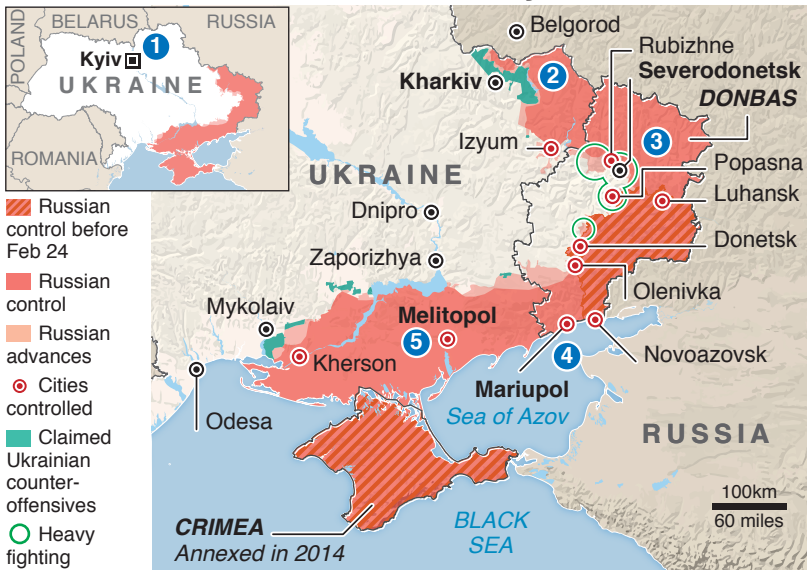 BELARUS
RUSSIA
POLAND
Kyiv
1
UKRAINE
ROMANIA
Belgorod
Rubizhne
Severodonetsk
DONBAS
Kharkiv
2
3
Izyum
Popasna
UKRAINE
Luhansk
Dnipro
Donetsk
Zaporizhya
Olenivka
Mykolaiv
Melitopol
5
4
Novoazovsk
Kherson
Mariupol
Odesa
Sea of Azov
RUSSIA
CRIMEA
Annexed in 2014
BLACK
SEA
100km
60 miles
Russian
control before
Feb 24
Russian
control
Russian
advances
Cities
controlled
Claimed
Ukrainian
counter-
offensives
Heavy
fighting